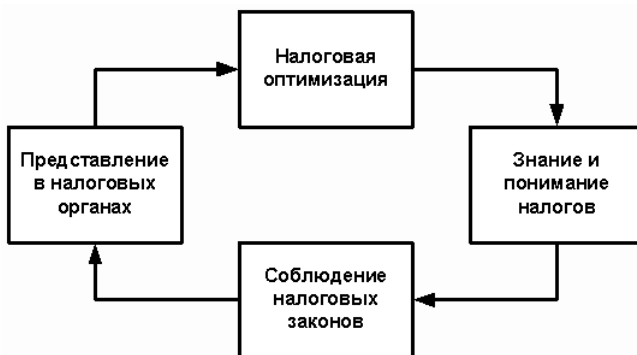 Налоговая
оптимизация
Представление
в налоговых
органах
Знание и
понимание
налогов
Соблюдение
налоговых
законов